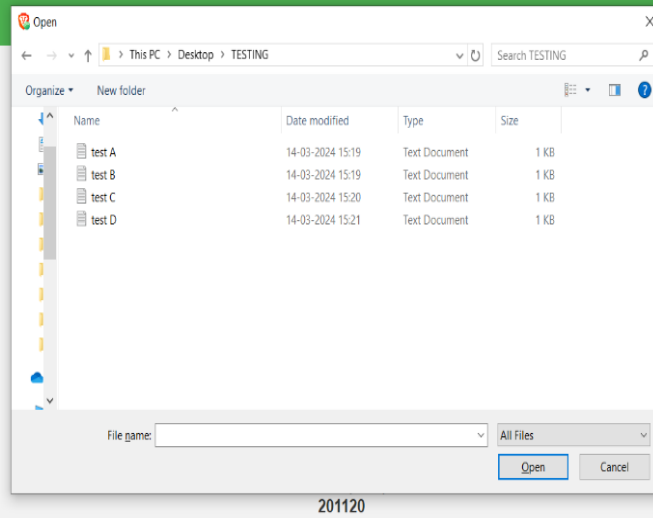 Open
This PC > Desktop > TESTING
Search TESTING
Organize
New folder
Name Date modified Type Size
test A 14-03-2024 15:19 Text Document 1 KB
test B 14-03-2024 15:19 Text Document 1 KB
test C 14-03-2024 15:20 Text Document 1 KB
test D 14-03-2024 15:21 Text Document 1 KB
File name:
All Files
Open Cancel
201120